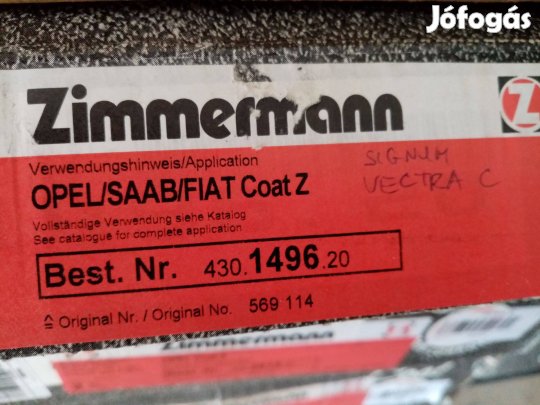 Jófogás
Zimmermann
Z
Verwendungshinweis/Application
OPEL/SAAB/FIAT Coat Z
SIGNUM
VECTRA C
Vollständige Verwendung siehe Katalog
See catalogue for complete application
Best. Nr. 430.1496.20
≙ Original Nr. / Original No. 569 114
Zimmermann